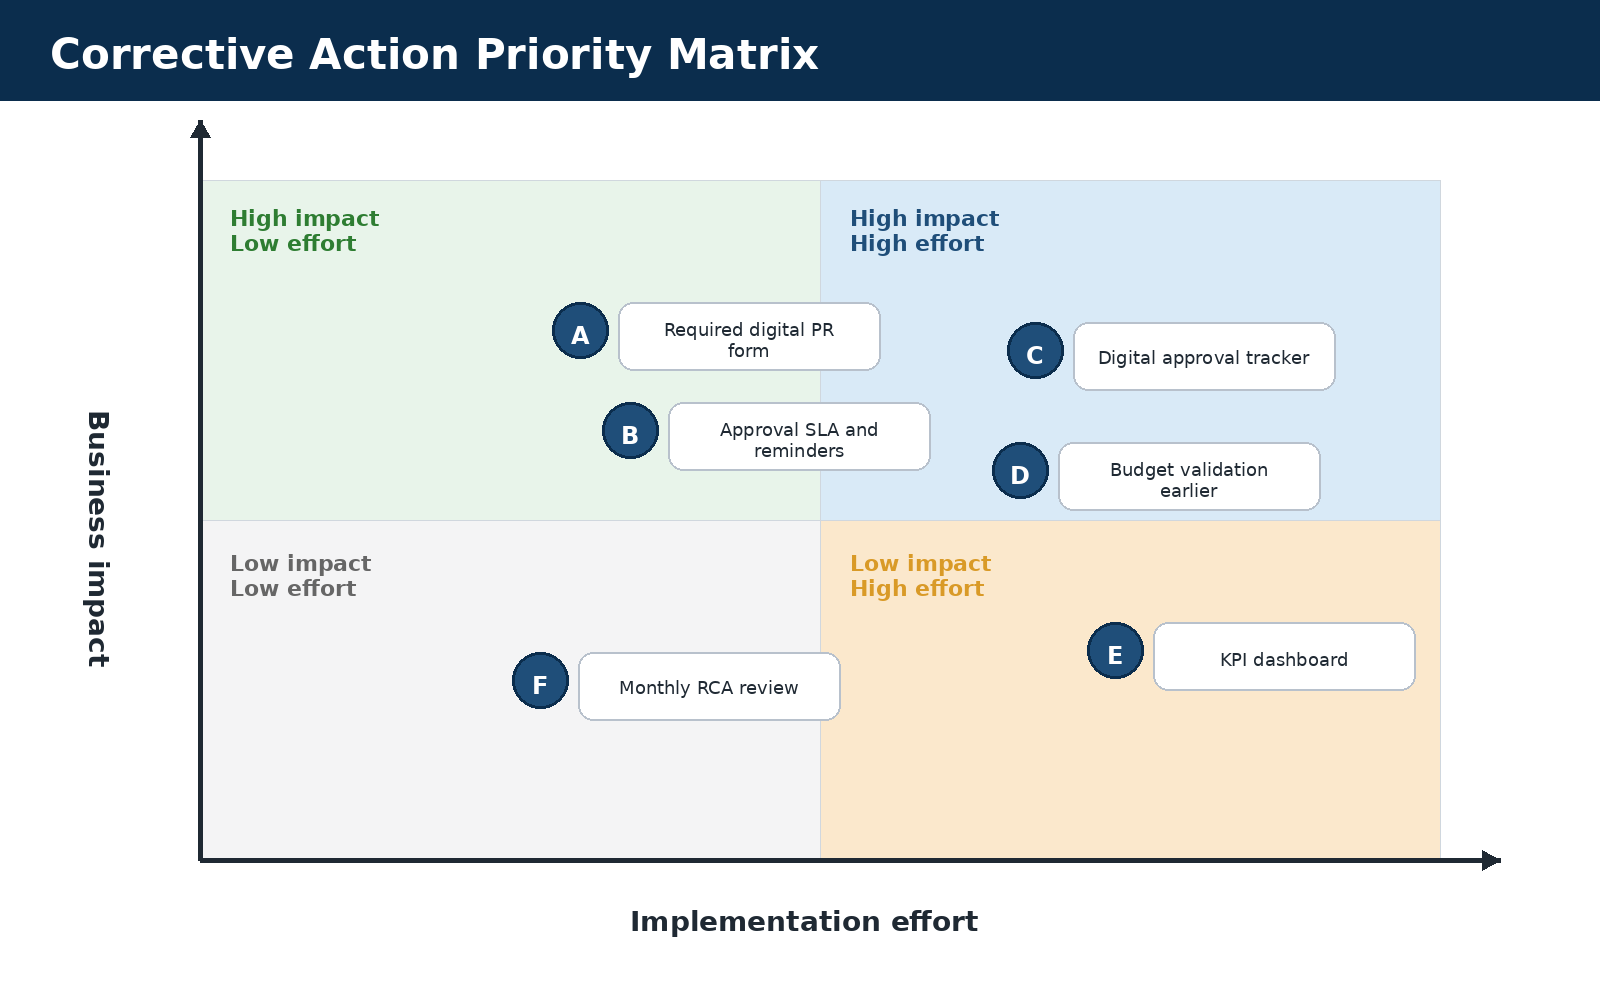 Corrective Action Priority Matrix
High impact
Low effort
High impact
High effort
A
Required digital PR
form
C
Digital approval tracker
B
Approval SLA and
reminders
D
Budget validation
earlier
Business impact
Low impact
Low effort
Low impact
High effort
E
KPI dashboard
F
Monthly RCA review
Implementation effort